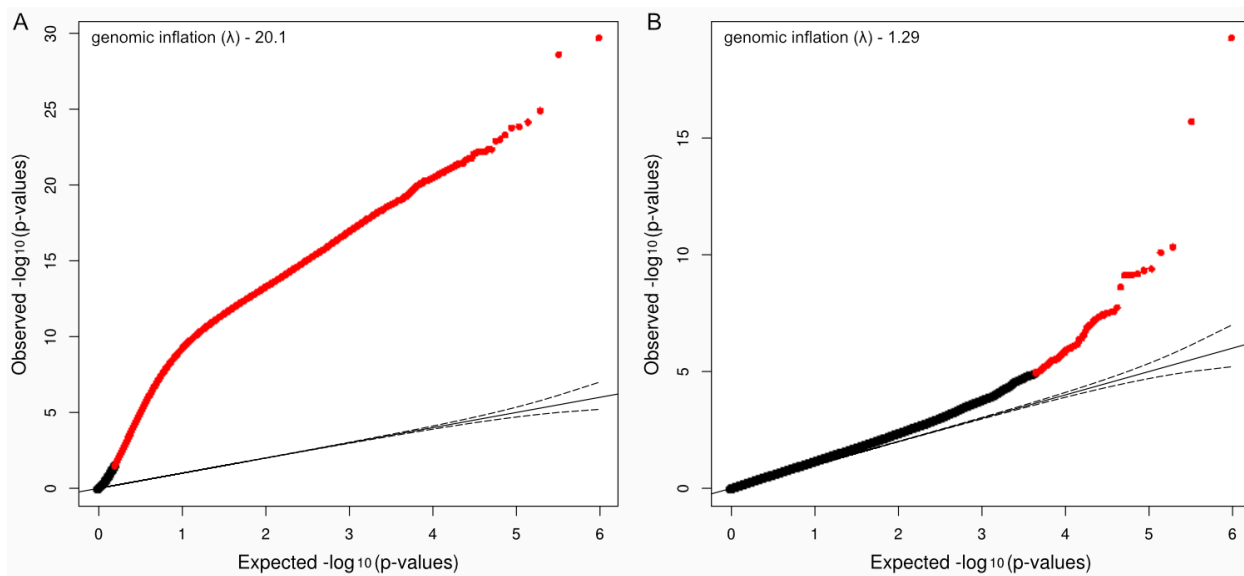 A
genomic inflation (λ) - 20.1
30
25
20
15
10
5
0
Observed -log10(p-values)
0 1 2 3 4 5 6
Expected -log10(p-values)
B
genomic inflation (λ) - 1.29
15
10
5
0
Observed -log10(p-values)
0 1 2 3 4 5 6
Expected -log10(p-values)